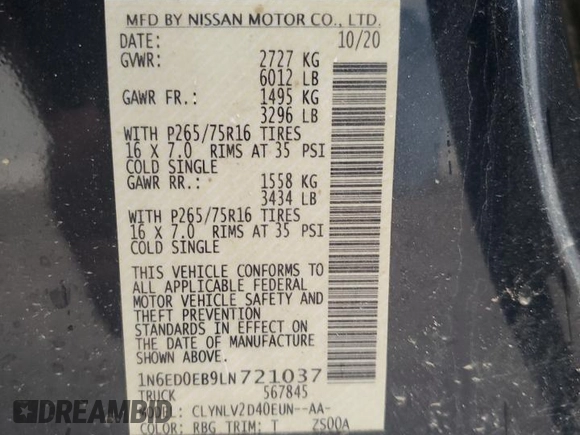 MFD BY NISSAN MOTOR CO., LTD.
DATE: 10/20
GVWR: 2727 KG
6012 LB
GAWR FR.: 1495 KG
3296 LB
WITH P265/75R16 TIRES
16 X 7.0 RIMS AT 35 PSI
COLD SINGLE
GAWR RR.: 1558 KG
3434 LB
WITH P265/75R16 TIRES
16 X 7.0 RIMS AT 35 PSI
COLD SINGLE
THIS VEHICLE CONFORMS TO
ALL APPLICABLE FEDERAL
MOTOR VEHICLE SAFETY AND
THEFT PREVENTION
STANDARDS IN EFFECT ON
THE DATE OF MANUFACTURE
SHOWN ABOVE.
1N6ED0EB9LN721037
TRUCK 567845
MODEL: CLYNLV2D40EUN--AA-
COLOR: RBG TRIM: T ZS00A
© DealersCarHistory.com